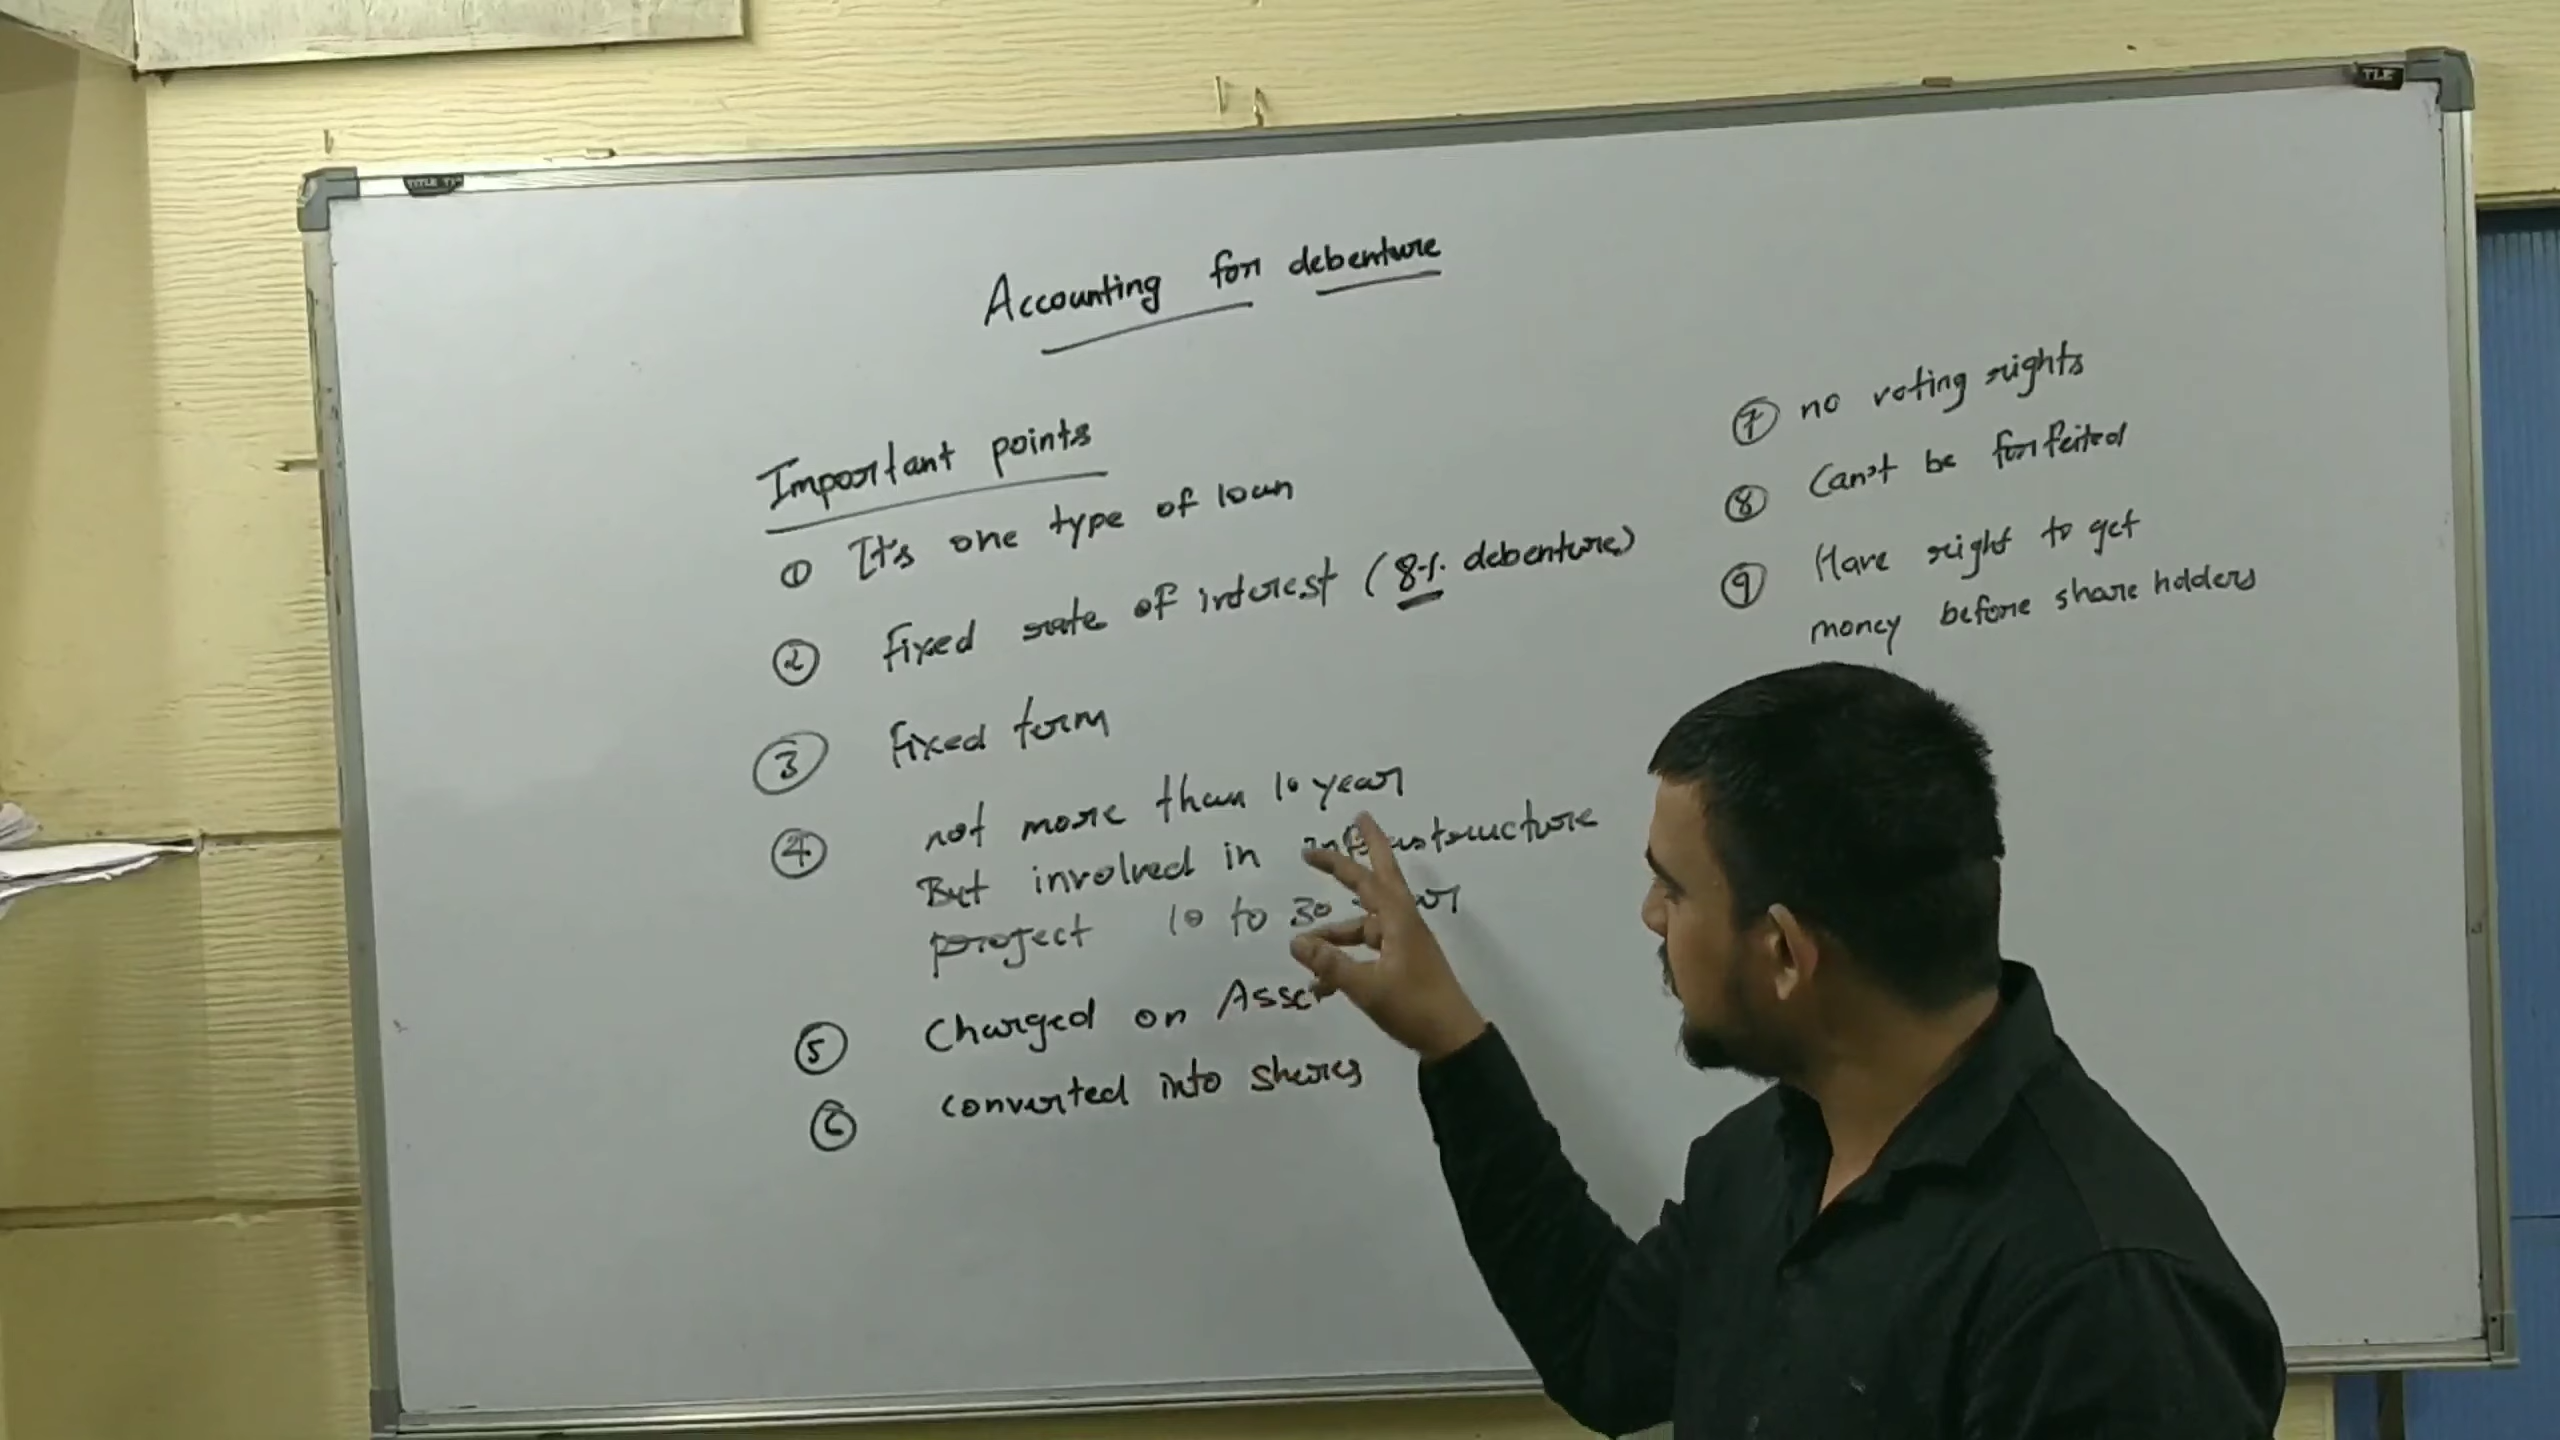 Accounting for debenture
Important points
① It's one type of loan
② fixed rate of interest (8% debenture)
③ fixed term
④ not more than 10 year
But involved in infrastructure
project 10 to 30
⑤ Charged on Asset
⑥ converted into shares
⑦ no voting rights
⑧ Can't be forfeited
⑨ Have right to get
money before share holders